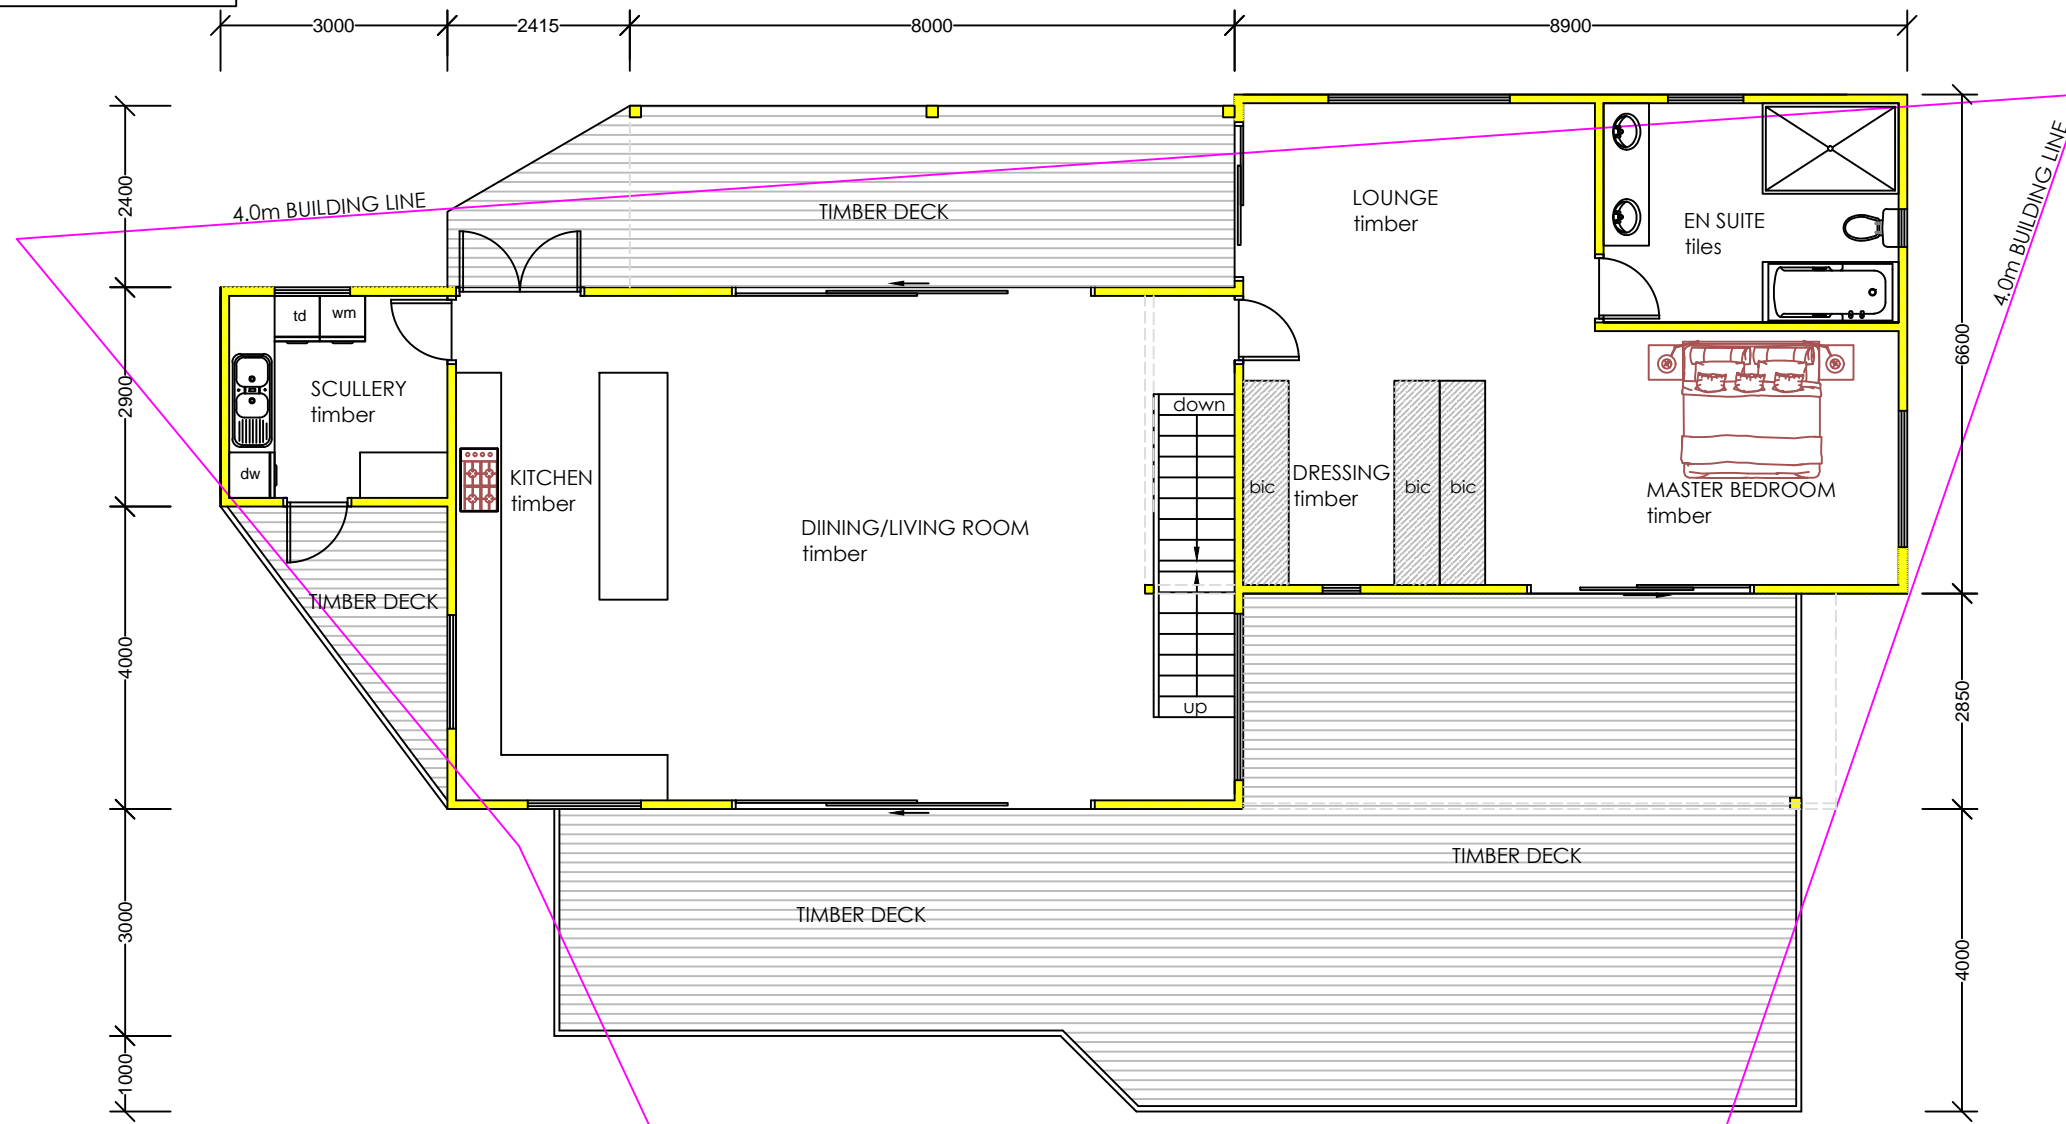 3000
2415
8000
8900
2400
2900
4000
3000
1000
6600
2850
4000
4.0m BUILDING LINE
4.0m BUILDING LINE
TIMBER DECK
LOUNGE
timber
EN SUITE
tiles
td
wm
SCULLERY
timber
dw
KITCHEN
timber
DIINING/LIVING ROOM
timber
down
up
bic
DRESSING
timber
bic
bic
MASTER BEDROOM
timber
TIMBER DECK
TIMBER DECK
TIMBER DECK